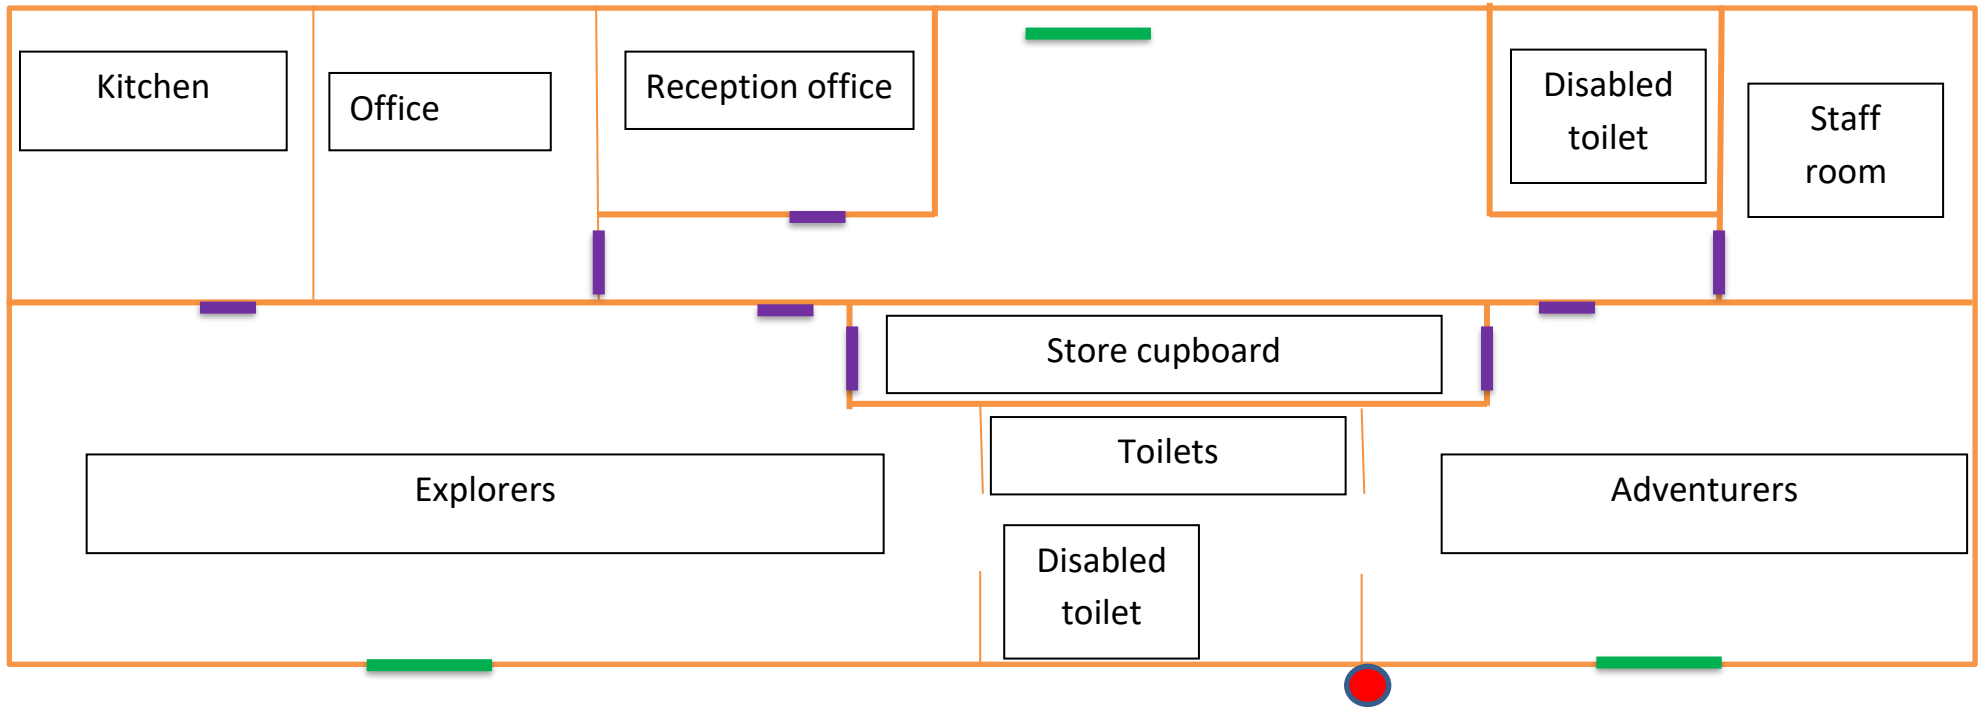 Kitchen
Office
Reception office
Disabled
toilet
Staff
room
Store cupboard
Toilets
Explorers
Adventurers
Disabled
toilet